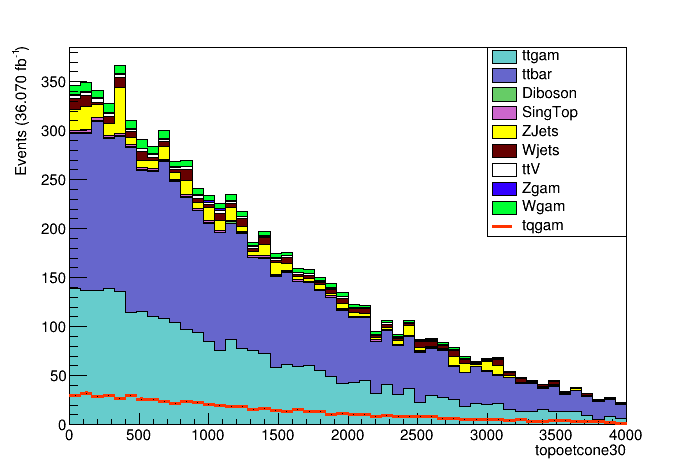 Events (36.070 fb⁻¹)
350
300
250
200
150
100
50
0
0 500 1000 1500 2000 2500 3000 3500 4000
topoetcone30
ttgam
ttbar
Diboson
SingTop
ZJets
Wjets
ttV
Zgam
Wgam
tqgam